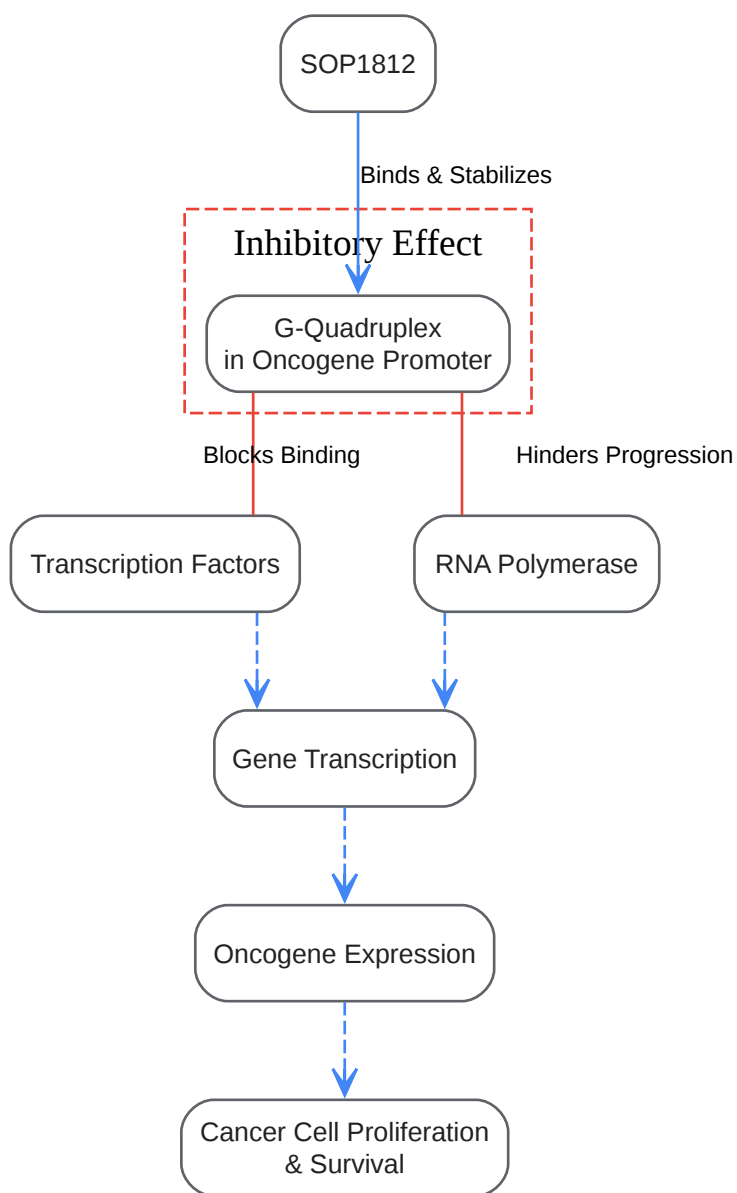 SOP1812
Binds & Stabilizes
Inhibitory Effect
G-Quadruplex
in Oncogene Promoter
Blocks Binding
Hinders Progression
Transcription Factors
RNA Polymerase
Gene Transcription
Oncogene Expression
Cancer Cell Proliferation
& Survival